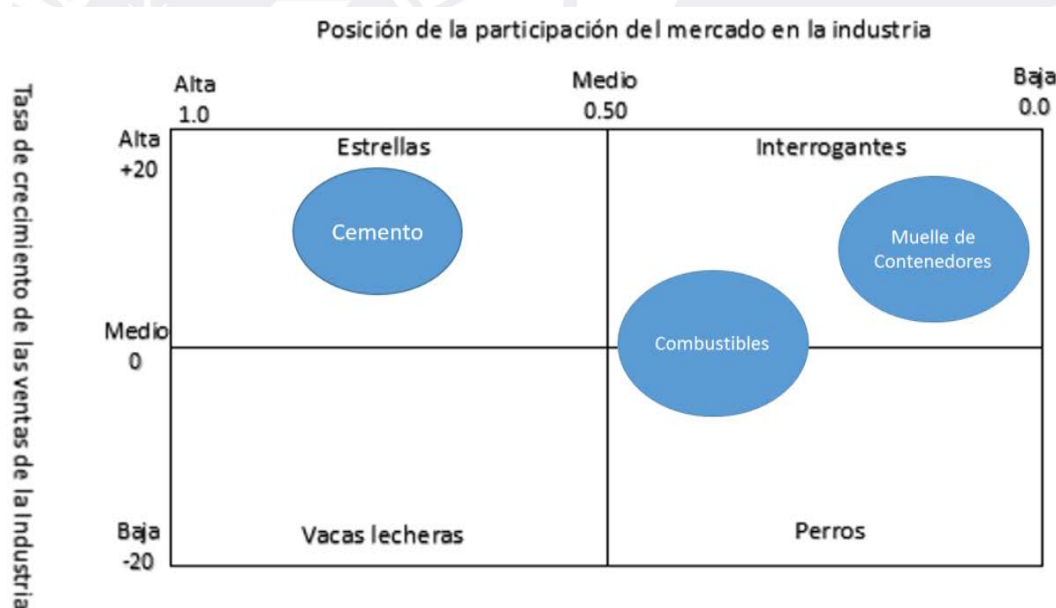 Posición de la participación del mercado en la industria
Tasa de crecimiento de las ventas de la Industria
Alta
1.0
Medio
0.50
Baja
0.0
Alta
+20
Estrellas
Interrogantes
Cemento
Muelle de
Contenedores
Combustibles
Medio
0
Baja
-20
Vacas lecheras
Perros